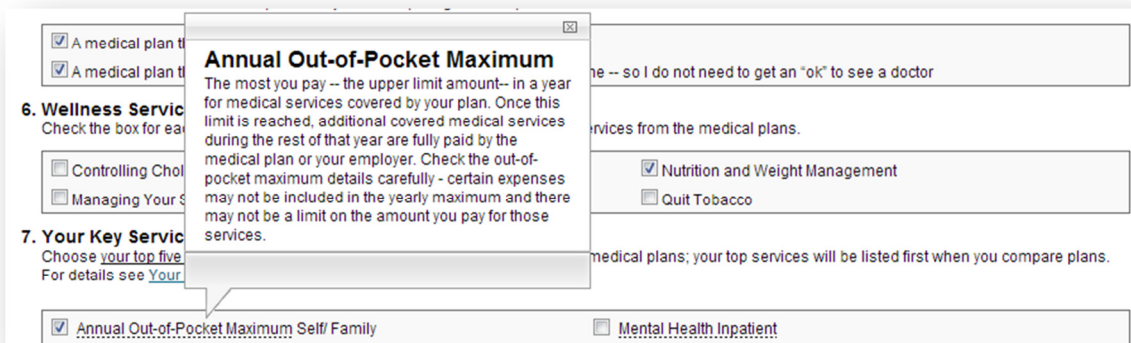 A medical plan tl
A medical plan tl
ne -- so I do not need to get an “ok” to see a doctor
Annual Out-of-Pocket Maximum
The most you pay -- the upper limit amount-- in a year
for medical services covered by your plan. Once this
limit is reached, additional covered medical services
during the rest of that year are fully paid by the
medical plan or your employer. Check the out-of-
pocket maximum details carefully - certain expenses
may not be included in the yearly maximum and there
may not be a limit on the amount you pay for those
services.
6. Wellness Servic
Check the box for ea
rvices from the medical plans.
Controlling Chol
Nutrition and Weight Management
Managing Your S
Quit Tobacco
7. Your Key Servic
Choose your top five
medical plans; your top services will be listed first when you compare plans.
For details see Your
Annual Out-of-Pocket Maximum Self/ Family
Mental Health Inpatient